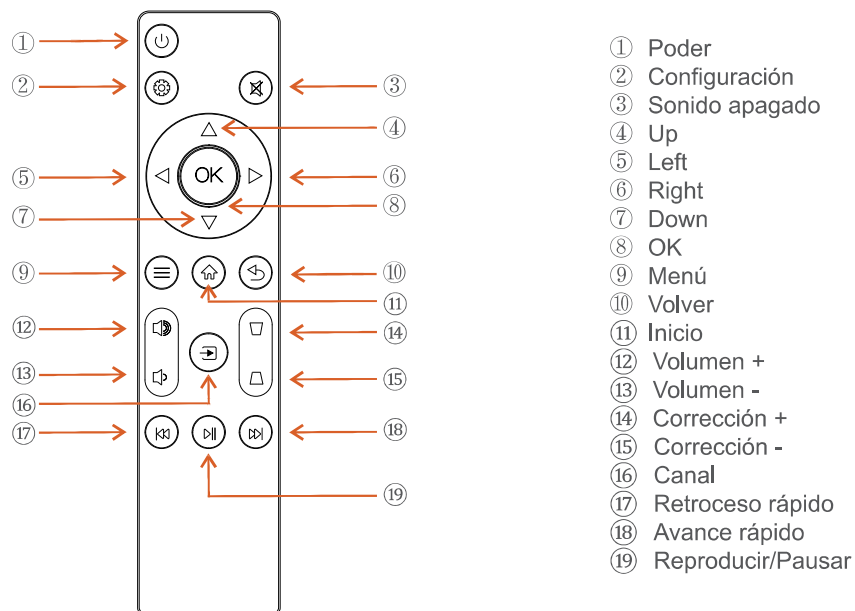 ①
②
③
④
⑤
OK
⑥
⑦
⑧
⑨
⑩
⑪
⑫
⑭
⑬
⑮
⑯
⑰
⑱
⑲
① Poder
② Configuración
③ Sonido apagado
④ Up
⑤ Left
⑥ Right
⑦ Down
⑧ OK
⑨ Menú
⑩ Volver
⑪ Inicio
⑫ Volumen +
⑬ Volumen -
⑭ Corrección +
⑮ Corrección -
⑯ Canal
⑰ Retroceso rápido
⑱ Avance rápido
⑲ Reproducir/Pausar